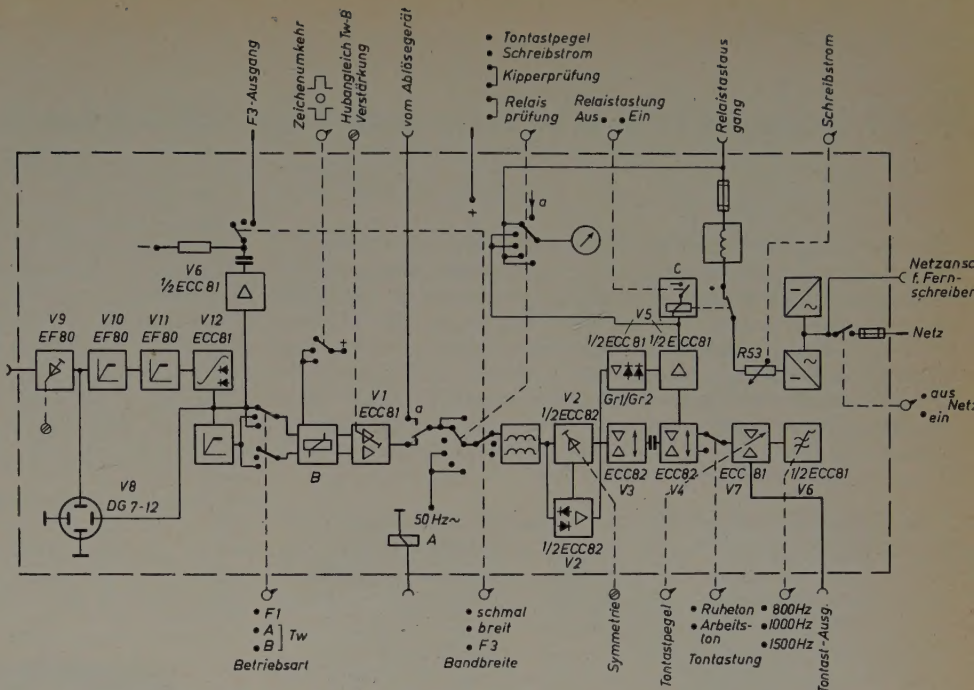 F3-Ausgang
Zeichenumkehr
Hubangleich Tw-B
Verstärkung
vom Ablösegerät
Tontastpegel
Schreibstrom
Kipperprüfung
Relais
prüfung
Relaistastung
Aus Ein
Relaistastaus
gang
Schreibstrom
+
a
V6
1/2 ECC 81
C
Netzansc
f. Fern-
schreiber
V9
EF80
V10
EF80
V11
EF80
V12
ECC81
V5
1/2 ECC 81
1/2 ECC81
R53
Netz
+
Gr1/Gr2
V1
ECC 81
a
V2
1/2 ECC82
aus
ein
Netz
B
ECC82
V3
ECC82
V4
ECC 81
V7
1/2 ECC81
V6
V8
DG 7-12
50 Hz~
A
1/2 ECC82
V2
F1
A
B
Tw
Betriebsart
schmal
breit
F3
Bandbreite
Symmetrie
Tontastpegel
Ruheton
Arbeits-
ton
800Hz
1000Hz
1500Hz
Tontastung
Tontast-Ausg.